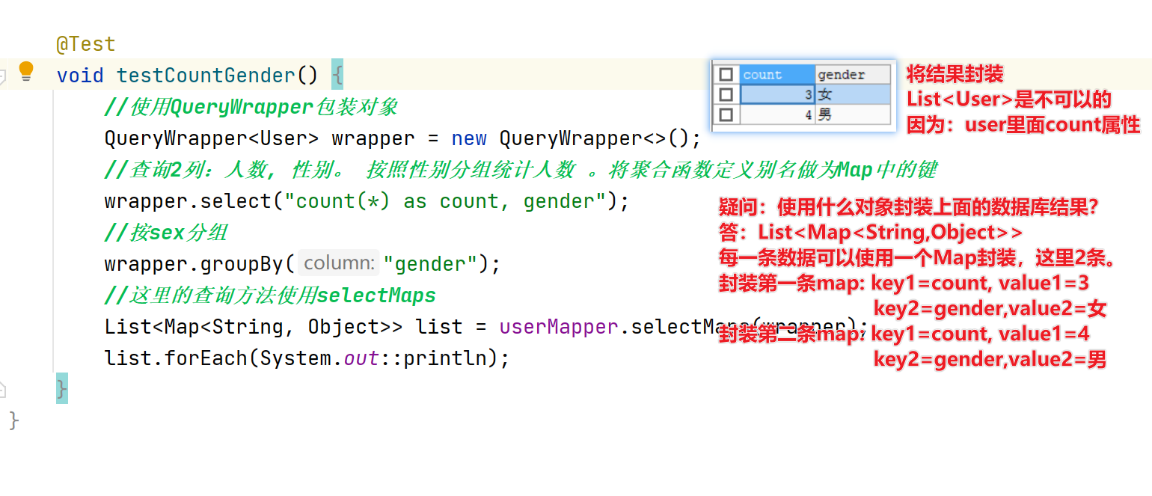 @Test
void testCountGender() {
//使用QueryWrapper包装对象
QueryWrapper<User> wrapper = new QueryWrapper<>();
//查询2列：人数, 性别。 按照性别分组统计人数 。将聚合函数定义别名做为Map中的键
wrapper.select("count(*) as count, gender");
//按sex分组
wrapper.groupBy( column: "gender");
//这里的查询方法使用selectMaps
List<Map<String, Object>> list = userMapper.selectMaps(wrapper);
list.forEach(System.out::println);
}
}
count gender
3 女
4 男
将结果封装
List<User>是不可以的
因为：user里面count属性
疑问：使用什么对象封装上面的数据库结果？
答：List<Map<String,Object>>
每一条数据可以使用一个Map封装，这里2条。
封装第一条map: key1=count, value1=3
key2=gender,value2=女
封装第二条map: key1=count, value1=4
key2=gender,value2=男